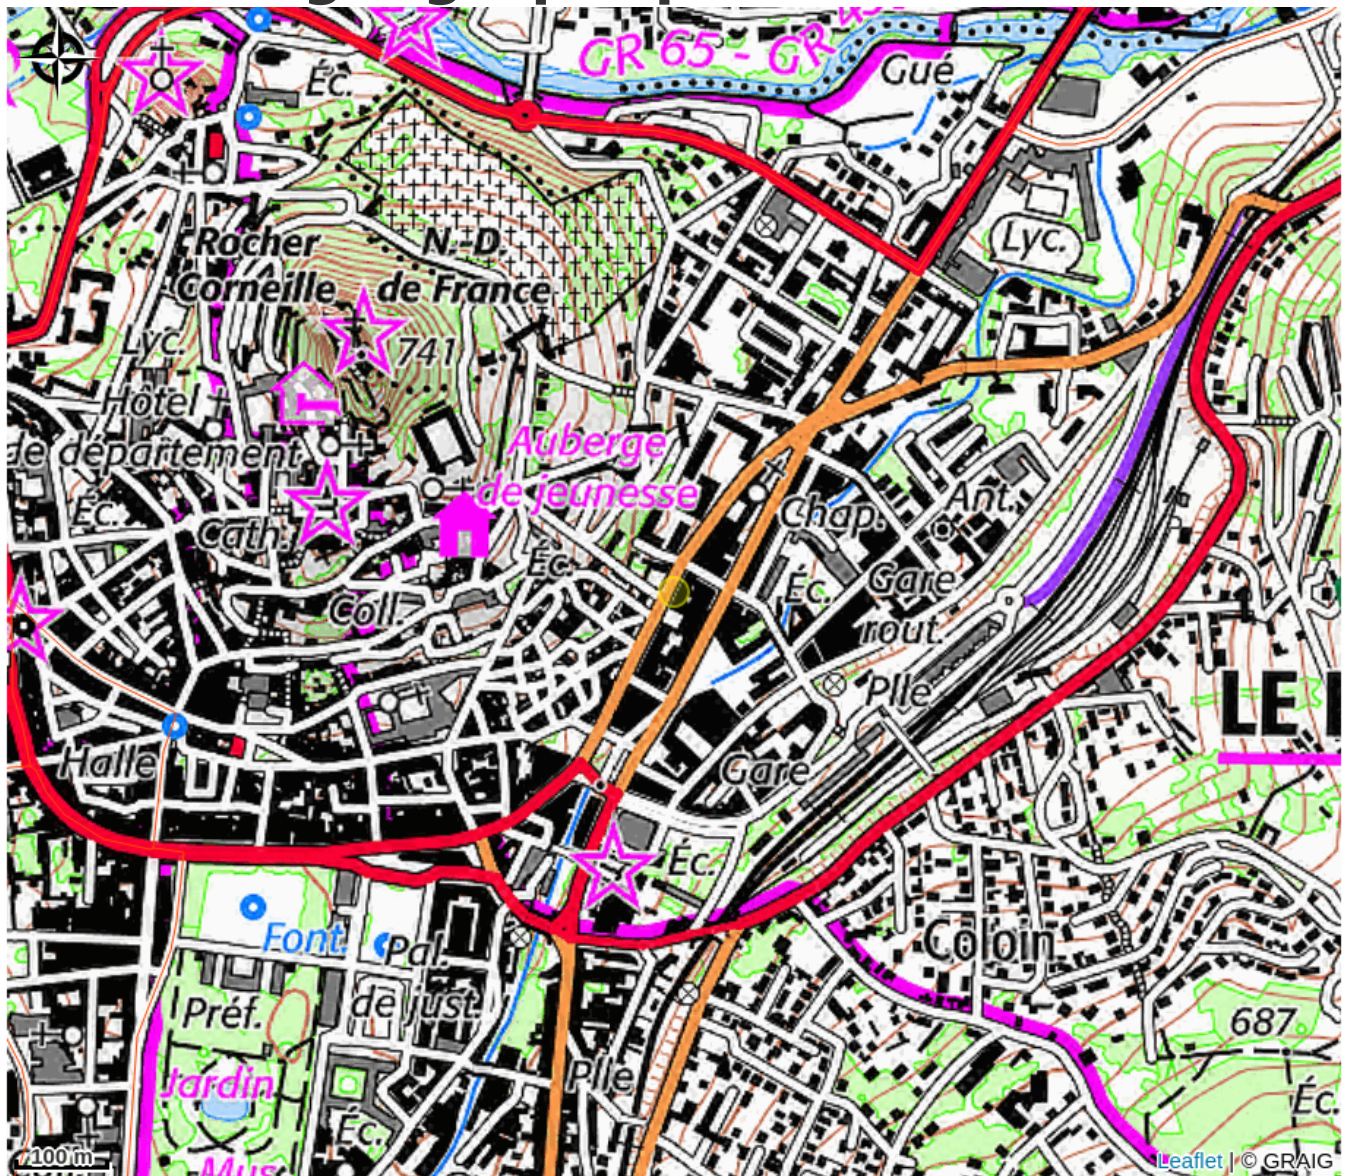 GR 65 - GR
Gué
Éc.
Rocher
Corneille
N.-D.
de France
Lyc.
741
Lyc.
Hôtel
de département
Auberge
de jeunesse
Éc.
Cath.
Chap.
Ant.
Éc.
Coll.
Éc.
Gare
rout.
Plle
LE
Halle
Gare
Éc.
Font.
Pal.
de just.
Coloin
Préf.
687
Jardin
Plle
Éc.
Éc.
Mus
100 m
Leaflet | © GRAIG